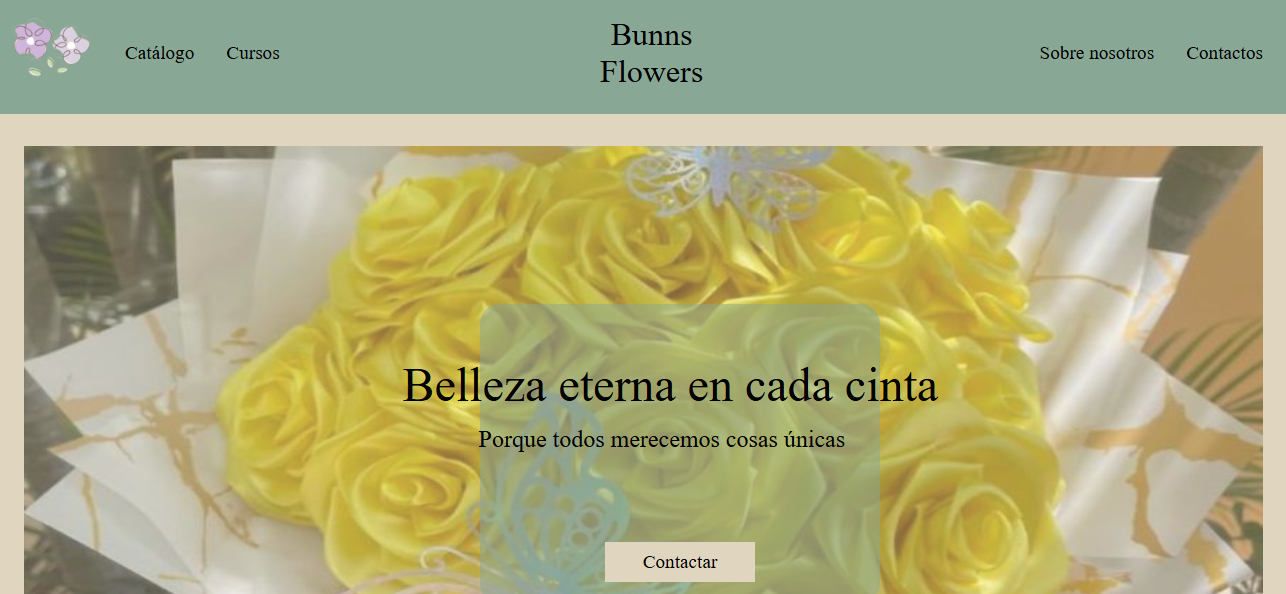 Catálogo
Cursos
Bunns
Flowers
Sobre nosotros
Contactos
Belleza eterna en cada cinta
Porque todos merecemos cosas únicas
Contactar